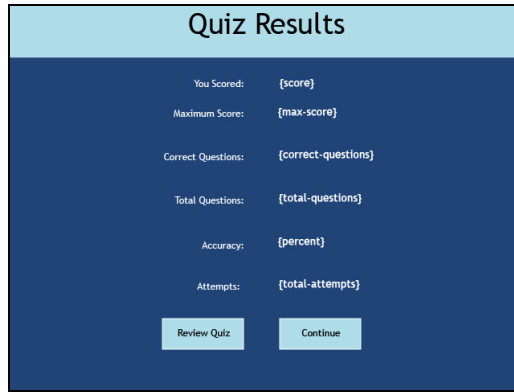 Quiz Results
You Scored: {score}
Maximum Score: {max-score}
Correct Questions: {correct-questions}
Total Questions: {total-questions}
Accuracy: {percent}
Attempts: {total-attempts}
Review Quiz Continue